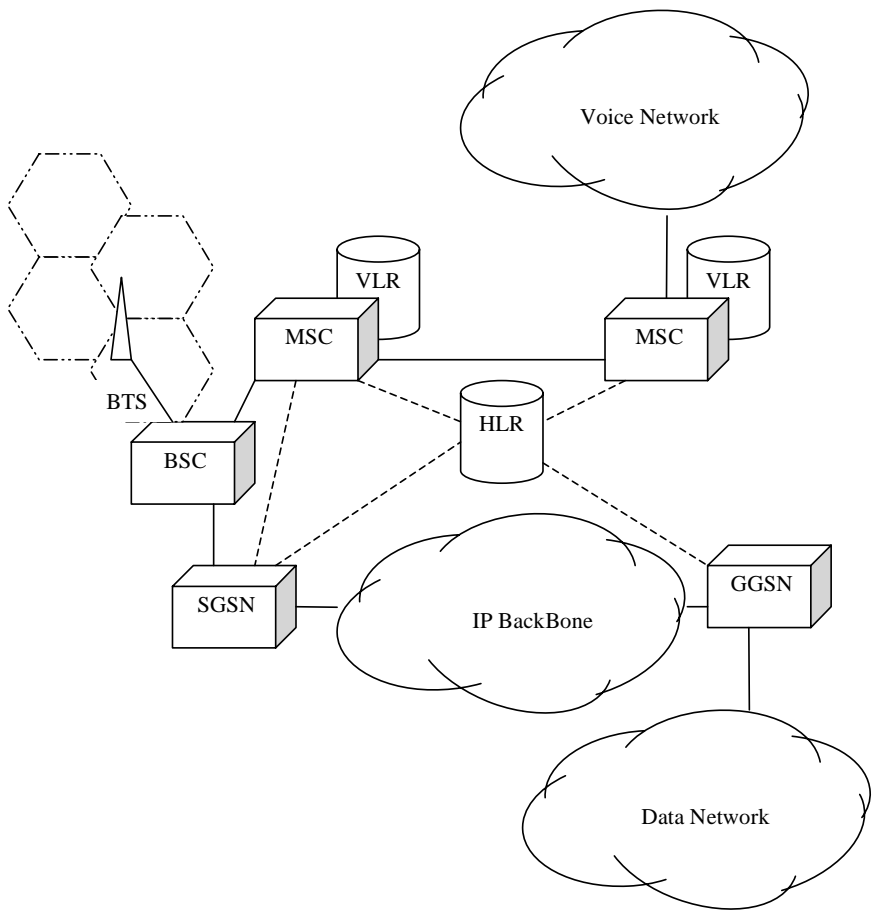 Voice Network
VLR
VLR
MSC
MSC
BTS
HLR
BSC
SGSN
IP BackBone
GGSN
Data Network